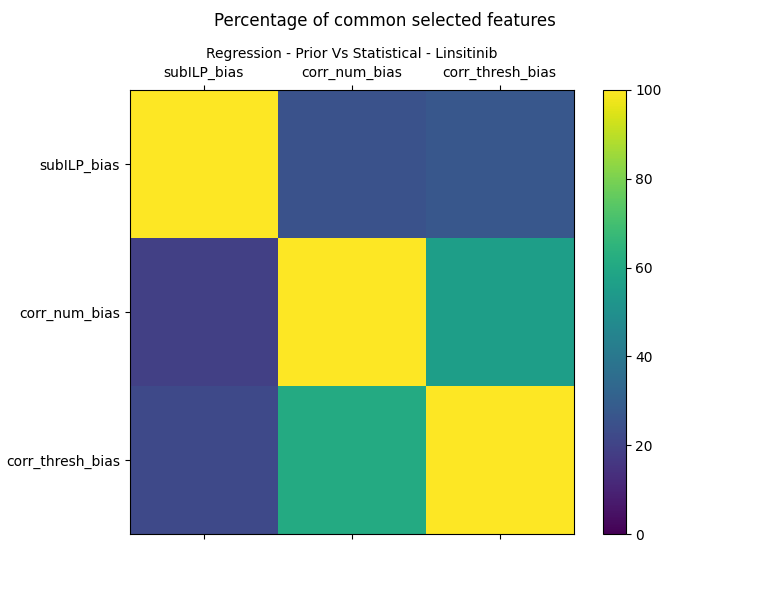 Percentage of common selected features
Regression - Prior Vs Statistical - Linsitinib
subILP_bias corr_num_bias corr_thresh_bias
subILP_bias
corr_num_bias
corr_thresh_bias
100
80
60
40
20
0